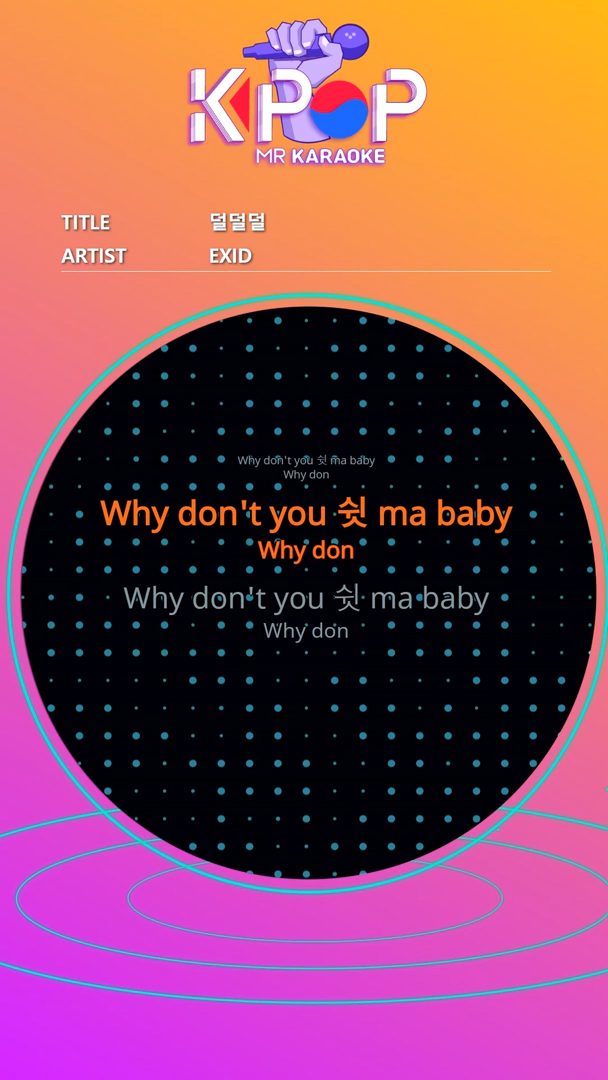 KPOP
MR KARAOKE
TITLE 덜덜덜
ARTIST EXID
Why don't you 쉿 ma baby
Why don
Why don't you 쉿 ma baby
Why don
Why don't you 쉿 ma baby
Why don